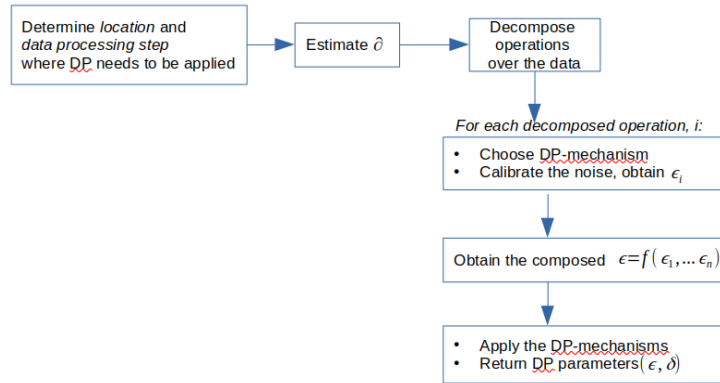 Determine location and
data processing step
where DP needs to be applied
Estimate ∂
Decompose
operations
over the data
For each decomposed operation, i:
• Choose DP-mechanism
• Calibrate the noise, obtain ϵᵢ
Obtain the composed ϵ=f(ϵ₁,... ϵₙ)
• Apply the DP-mechanisms
• Return DP parameters(ϵ, δ)